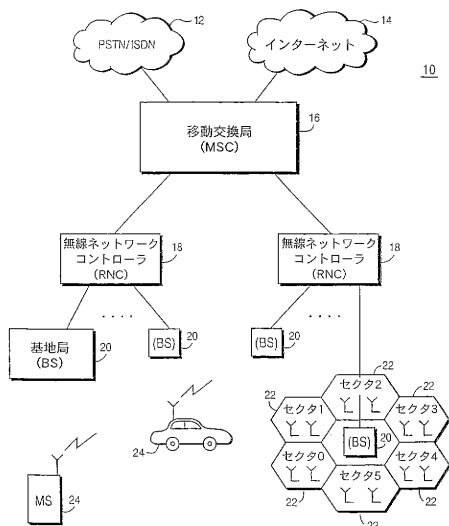 12
PSTN/ISDN
14
インターネット
10
移動交換局
(MSC)
16
無線ネットワーク
コントローラ
(RNC)
18
無線ネットワーク
コントローラ
(RNC)
18
基地局
(BS)
20
(BS)
20
(BS)
20
22
セクタ2
22
セクタ1
22
セクタ3
(BS)
20
セクタ0
22
セクタ4
22
セクタ5
22
24
MS
24